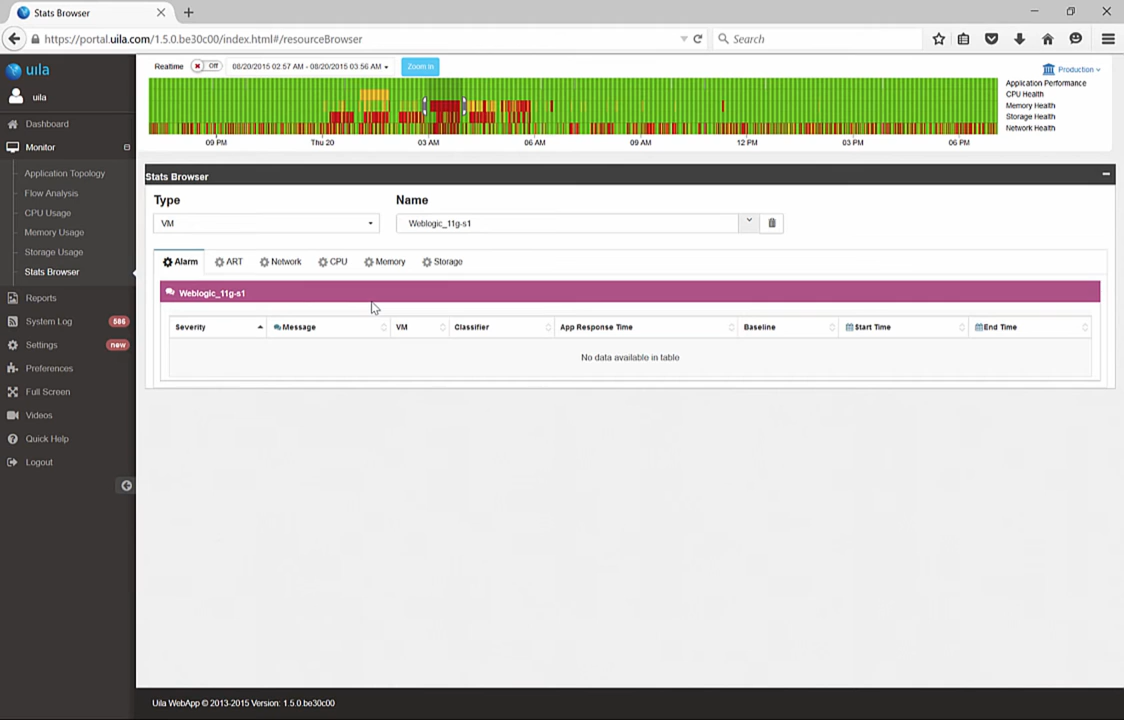 Stats Browser
https://portal.uila.com/1.5.0.be30c00/index.html#/resourceBrowser
Search
uila
Realtime Off 08/20/2015 02:57 AM - 08/20/2015 03:56 AM Zoom In
Production
Application Performance
CPU Health
Memory Health
Storage Health
Network Health
09 PM Thu 20 03 AM 06 AM 09 AM 12 PM 03 PM 06 PM
uila
Dashboard
Monitor
Application Topology
Flow Analysis
CPU Usage
Memory Usage
Storage Usage
Stats Browser
Reports
System Log 586
Settings new
Preferences
Full Screen
Videos
Quick Help
Logout
Stats Browser
Type Name
VM Weblogic_11g-s1
Alarm ART Network CPU Memory Storage
Weblogic_11g-s1
Severity Message VM Classifier App Response Time Baseline Start Time End Time
No data available in table
Uila WebApp © 2013-2015 Version: 1.5.0.be30c00